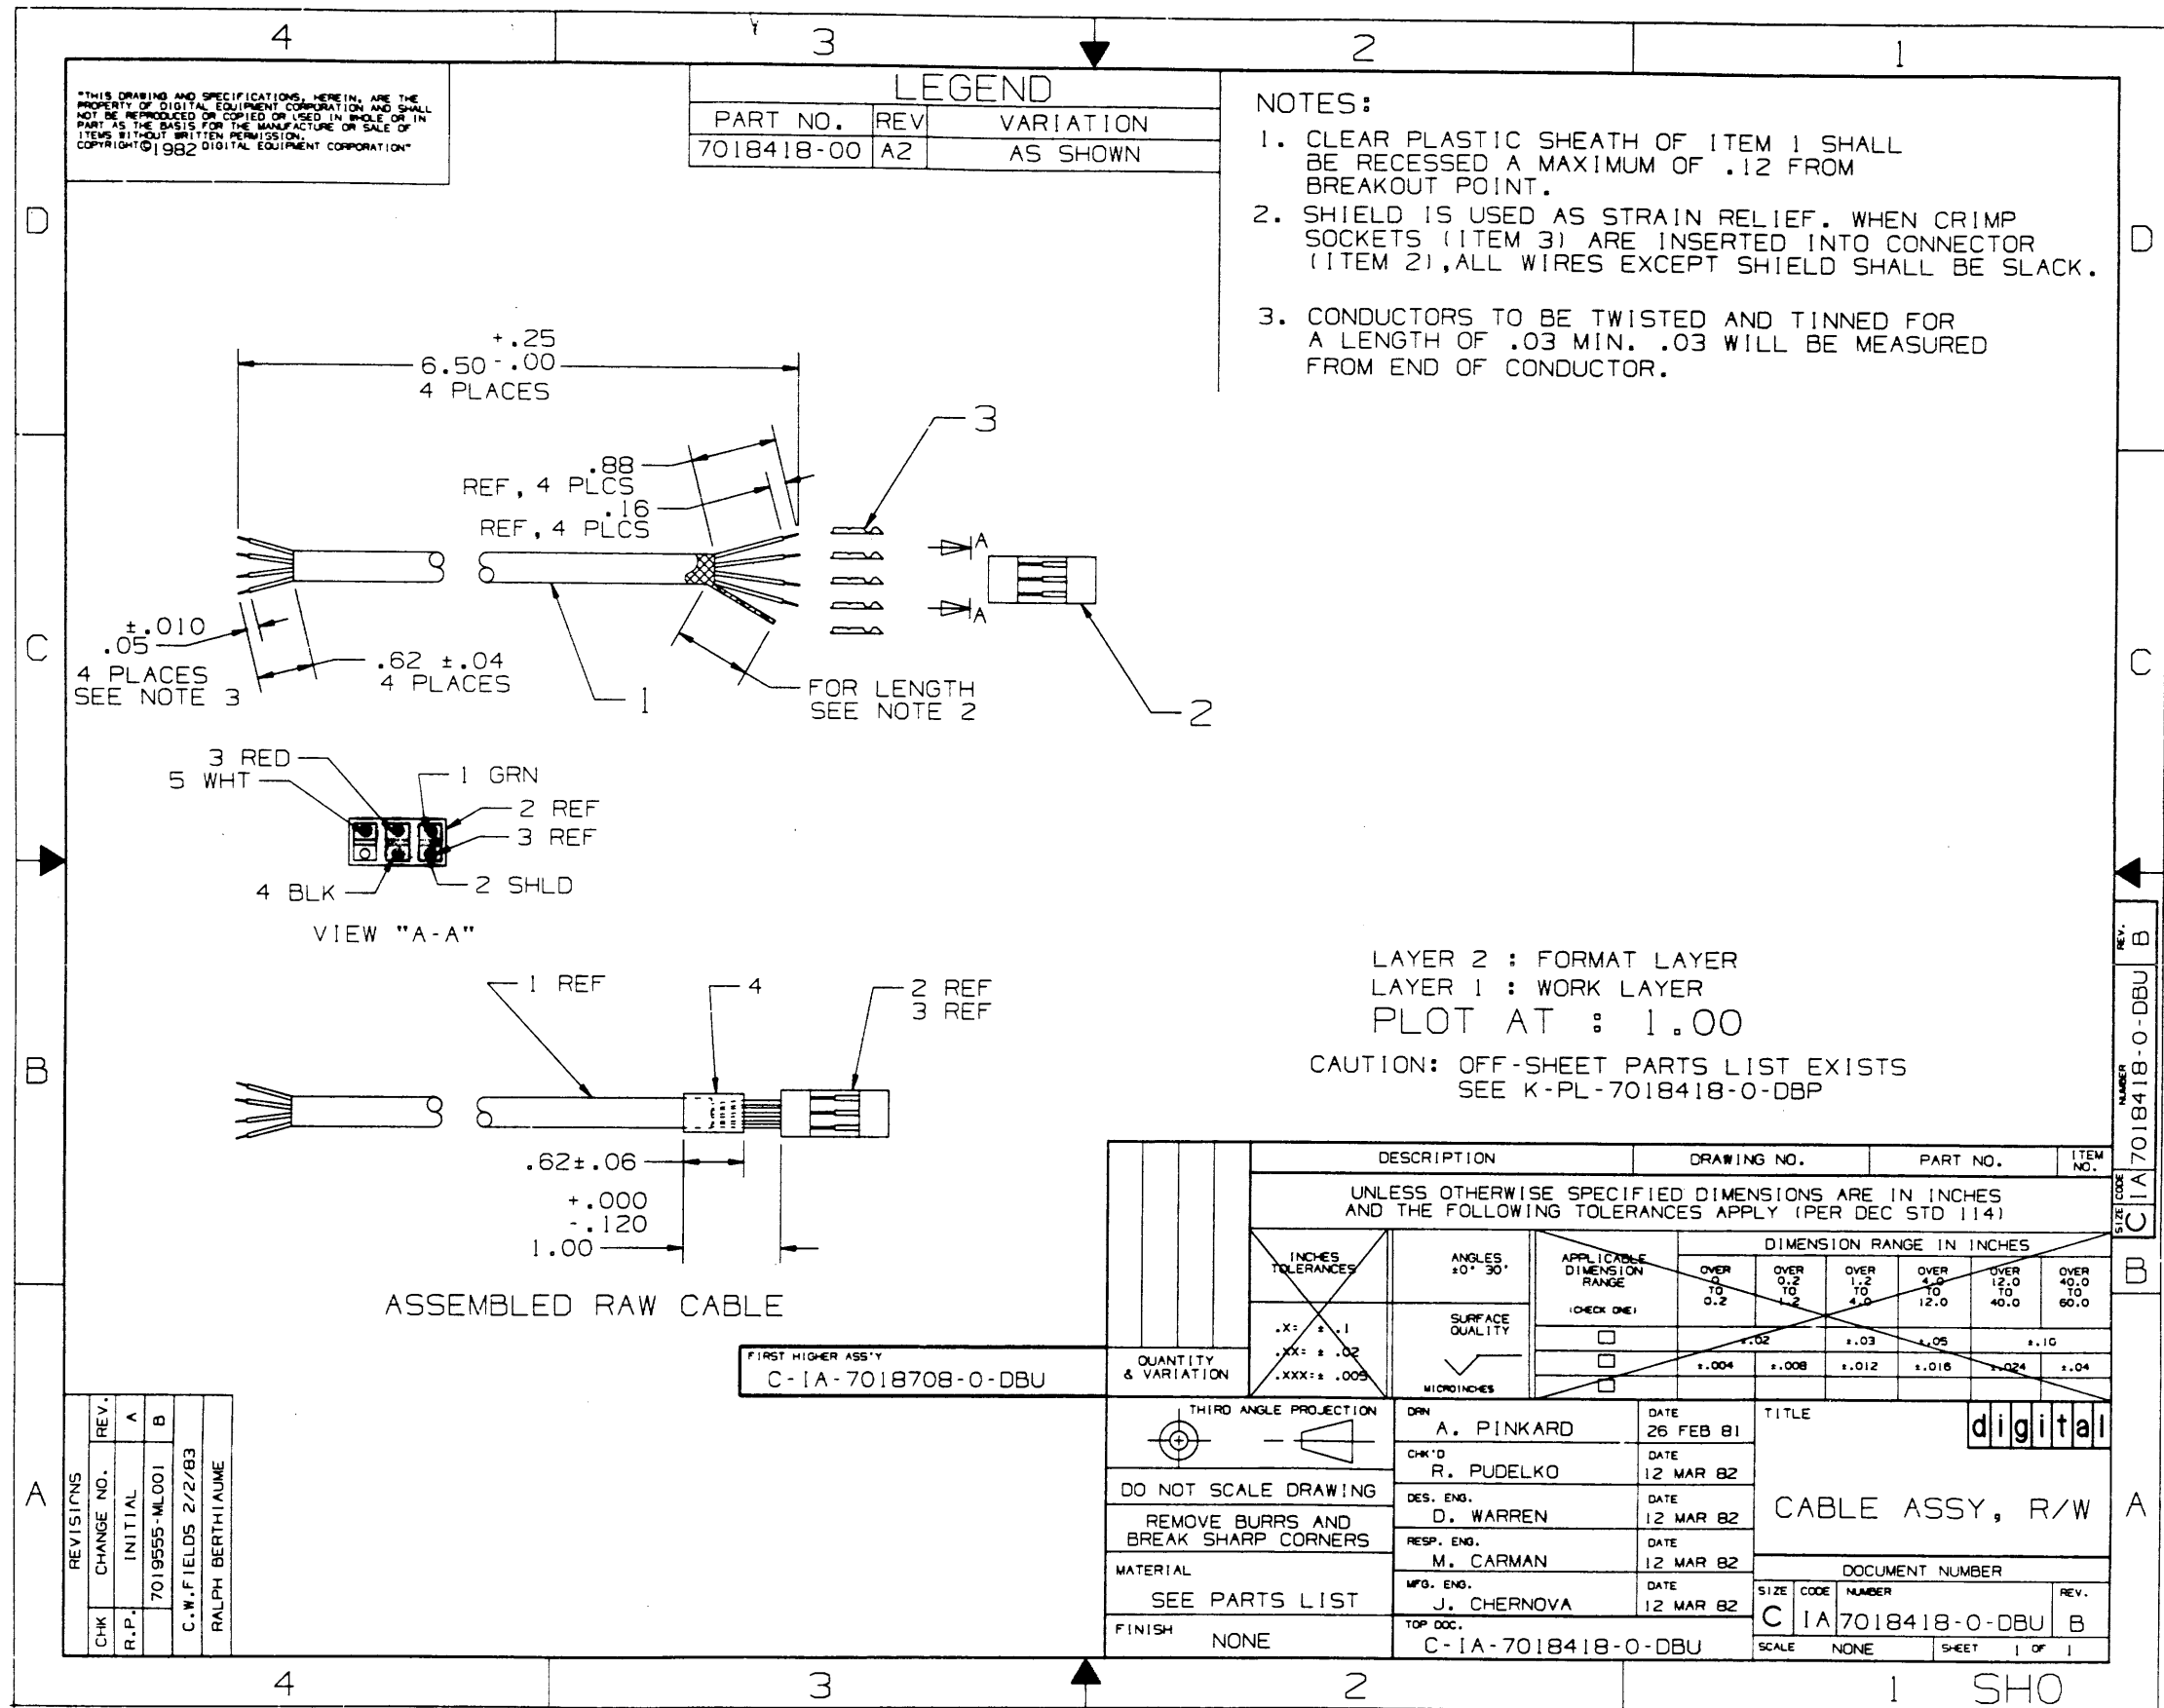 4 3 2 1
"THIS DRAWING AND SPECIFICATIONS, HEREIN, ARE THE
PROPERTY OF DIGITAL EQUIPMENT CORPORATION AND SHALL
NOT BE REPRODUCED OR COPIED OR USED IN WHOLE OR IN
PART AS THE BASIS FOR THE MANUFACTURE OR SALE OF
ITEMS WITHOUT WRITTEN PERMISSION.
COPYRIGHT © 1982 DIGITAL EQUIPMENT CORPORATION"
LEGEND
PART NO. REV VARIATION
7018418-00 A2 AS SHOWN
NOTES:
1. CLEAR PLASTIC SHEATH OF ITEM 1 SHALL
BE RECESSED A MAXIMUM OF .12 FROM
BREAKOUT POINT.
2. SHIELD IS USED AS STRAIN RELIEF. WHEN CRIMP
SOCKETS (ITEM 3) ARE INSERTED INTO CONNECTOR
(ITEM 2),ALL WIRES EXCEPT SHIELD SHALL BE SLACK.
3. CONDUCTORS TO BE TWISTED AND TINNED FOR
A LENGTH OF .03 MIN. .03 WILL BE MEASURED
FROM END OF CONDUCTOR.
D D
+.25
6.50 -.00
4 PLACES
3
.88
REF, 4 PLCS
.16
REF, 4 PLCS
A
A
C C
±.010
.05
4 PLACES
SEE NOTE 3
.62 ±.04
4 PLACES
1
FOR LENGTH
SEE NOTE 2
2
3 RED
5 WHT
1 GRN
2 REF
3 REF
4 BLK
2 SHLD
VIEW "A-A"
1 REF
4
2 REF
3 REF
.62±.06
+.000
-.120
1.00
ASSEMBLED RAW CABLE
LAYER 2 : FORMAT LAYER
LAYER 1 : WORK LAYER
PLOT AT : 1.00
CAUTION: OFF-SHEET PARTS LIST EXISTS
SEE K-PL-7018418-0-DBP
B B
SIZE CODE NUMBER REV.
C IA 7018418-0-DBU B
DESCRIPTION DRAWING NO. PART NO. ITEM NO.
UNLESS OTHERWISE SPECIFIED DIMENSIONS ARE IN INCHES
AND THE FOLLOWING TOLERANCES APPLY (PER DEC STD 114)
INCHES
TOLERANCES
.X= ± .1
.XX= ± .02
.XXX=± .005
ANGLES
±0° 30'
SURFACE
QUALITY
MICROINCHES
APPLICABLE
DIMENSION
RANGE
(CHECK ONE)
DIMENSION RANGE IN INCHES
OVER 0 TO 0.2
OVER 0.2 TO 1.2
OVER 1.2 TO 4.0
OVER 4.0 TO 12.0
OVER 12.0 TO 40.0
OVER 40.0 TO 60.0
±.02 ±.03 ±.05 ±.10
±.004 ±.008 ±.012 ±.016 ±.024 ±.04
QUANTITY
& VARIATION
FIRST HIGHER ASS'Y
C-IA-7018708-0-DBU
REVISIONS
CHK CHANGE NO. REV.
R.P. INITIAL A
7019555-ML001 B
C.W.FIELDS 2/2/83
RALPH BERTHIAUME
A A
THIRD ANGLE PROJECTION
DO NOT SCALE DRAWING
REMOVE BURRS AND
BREAK SHARP CORNERS
MATERIAL
SEE PARTS LIST
FINISH NONE
DRN A. PINKARD DATE 26 FEB 81
CHK'D R. PUDELKO DATE 12 MAR 82
DES. ENG. D. WARREN DATE 12 MAR 82
RESP. ENG. M. CARMAN DATE 12 MAR 82
MFG. ENG. J. CHERNOVA DATE 12 MAR 82
TOP DOC.
C-IA-7018418-0-DBU
TITLE
digital
CABLE ASSY, R/W
DOCUMENT NUMBER
SIZE CODE NUMBER REV.
C IA 7018418-0-DBU B
SCALE NONE SHEET 1 OF 1
4 3 2 1 SHO